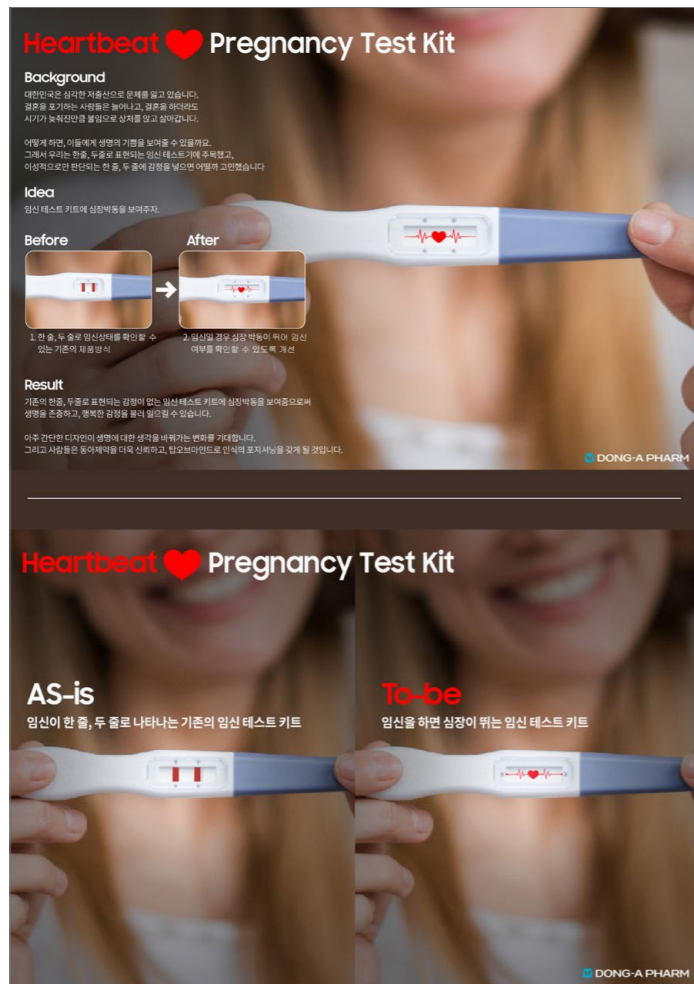 Heartbeat Pregnancy Test Kit
Background
대한민국은 심각한 저출산으로 문제를 앓고 있습니다.
결혼을 포기하는 사람들은 늘어나고, 결혼을 하더라도
시기가 늦춰진만큼 불임으로 상처를 안고 살아갑니다.
어떻게 하면, 이들에게 생명의 기쁨을 보여줄 수 있을까요.
그래서 우리는 한줄, 두줄로 표현되는 임신 테스트기에 주목했고,
이성적으로만 판단되는 한 줄, 두 줄에 감정을 넣으면 어떨까 고민했습니다
Idea
임신 테스트 키트에 심장박동을 보여주자.
Before
After
1. 한 줄, 두 줄로 임신상태를 확인할 수
있는 기존의 제품방식
2. 임신일 경우 심장 박동이 뛰어 임신
여부를 확인할 수 있도록 개선
Result
기존의 한줄, 두줄로 표현되는 감정이 없는 임신 테스트 키트에 심장박동을 보여줌으로써
생명을 존중하고, 행복한 감정을 불러 일으킬 수 있습니다.
아주 간단한 디자인이 생명에 대한 생각을 바꿔가는 변화를 기대합니다.
그리고 사람들은 동아제약을 더욱 신뢰하고, 탑오브마인드로 인식의 포지셔닝을 갖게 될 것입니다.
DONG-A PHARM
Heartbeat Pregnancy Test Kit
AS-is
임신이 한 줄, 두 줄로 나타나는 기존의 임신 테스트 키트
To-be
임신을 하면 심장이 뛰는 임신 테스트 키트
DONG-A PHARM